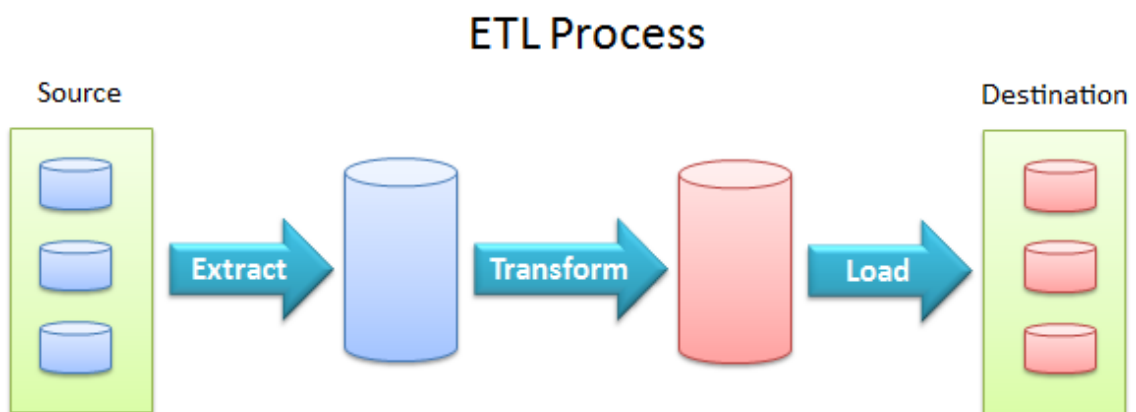 ETL Process
Source
Destination
Extract
Transform
Load